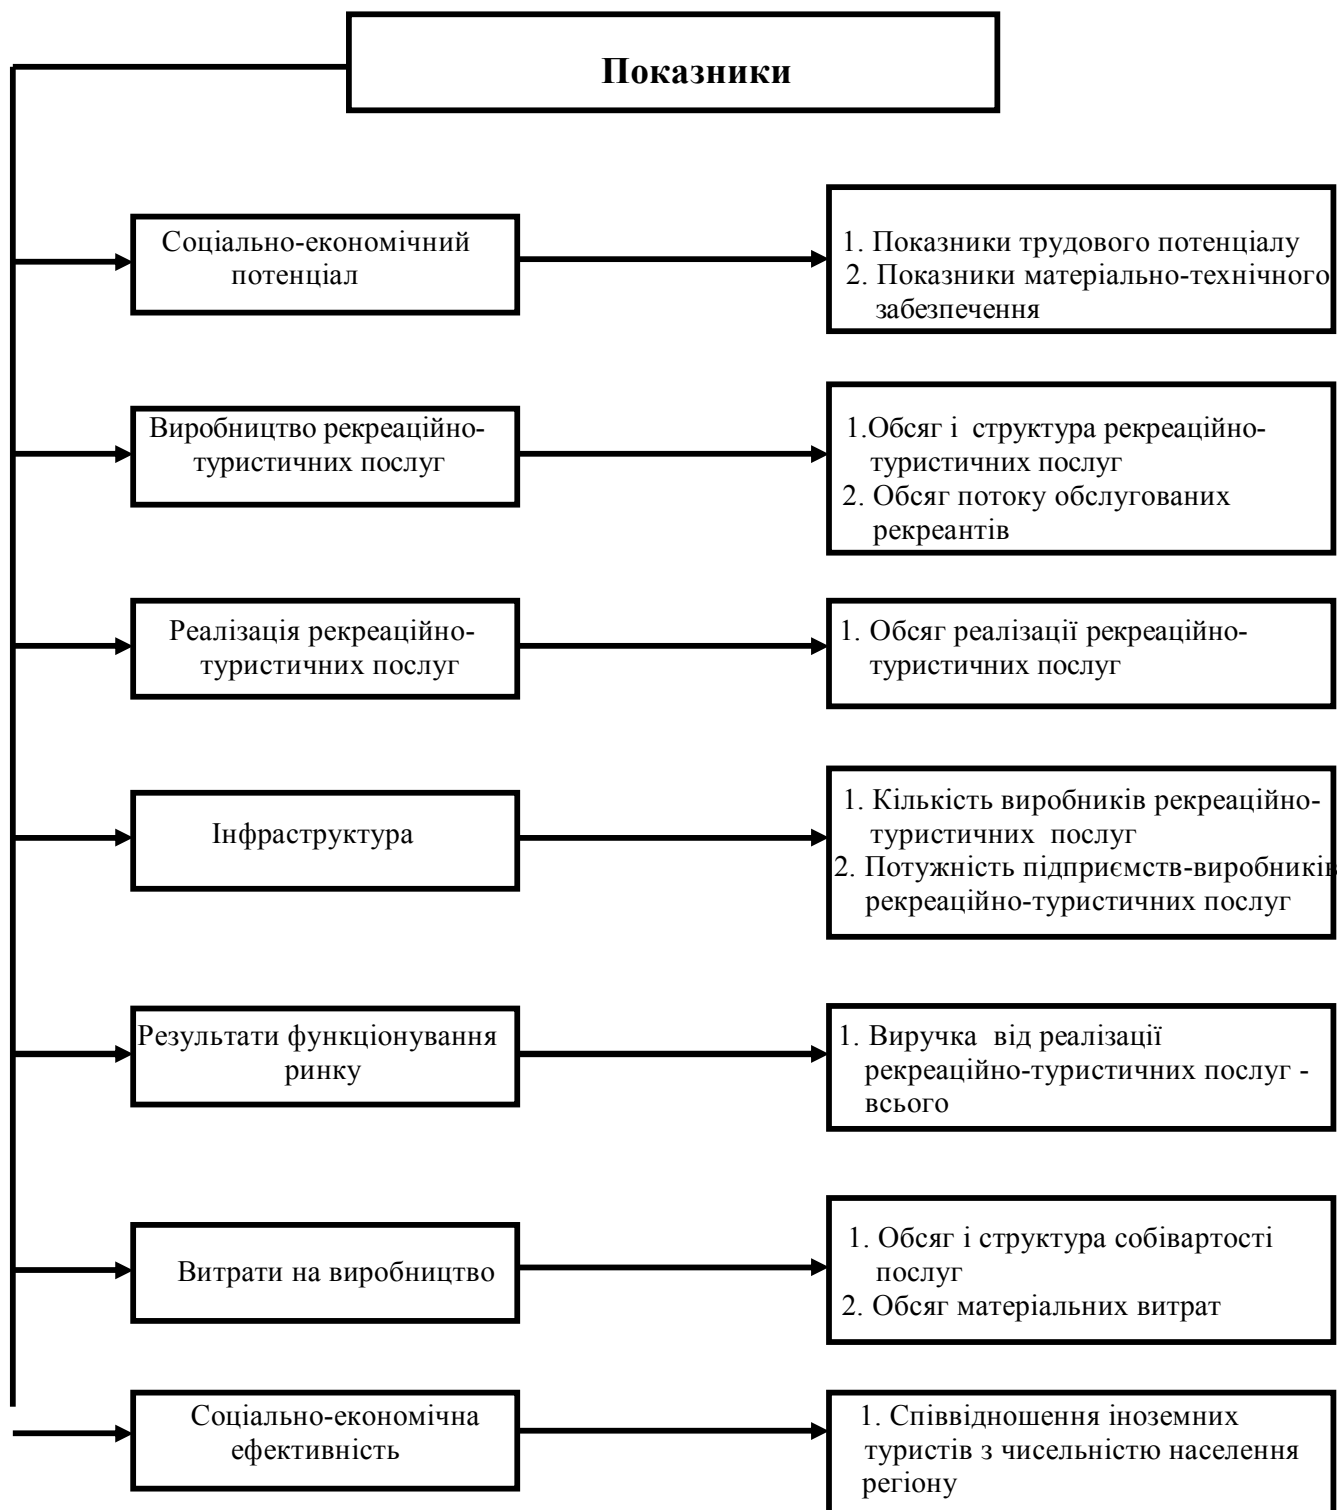 Показники
Соціально-економічний
потенціал
1. Показники трудового потенціалу
2. Показники матеріально-технічного
забезпечення
Виробництво рекреаційно-
туристичних послуг
1.Обсяг і структура рекреаційно-
туристичних послуг
2. Обсяг потоку обслугованих
рекреантів
Реалізація рекреаційно-
туристичних послуг
1. Обсяг реалізації рекреаційно-
туристичних послуг
Інфраструктура
1. Кількість виробників рекреаційно-
туристичних послуг
2. Потужність підприємств-виробників
рекреаційно-туристичних послуг
Результати функціонування
ринку
1. Виручка від реалізації
рекреаційно-туристичних послуг -
всього
Витрати на виробництво
1. Обсяг і структура собівартості
послуг
2. Обсяг матеріальних витрат
Соціально-економічна
ефективність
1. Співвідношення іноземних
туристів з чисельністю населення
регіону